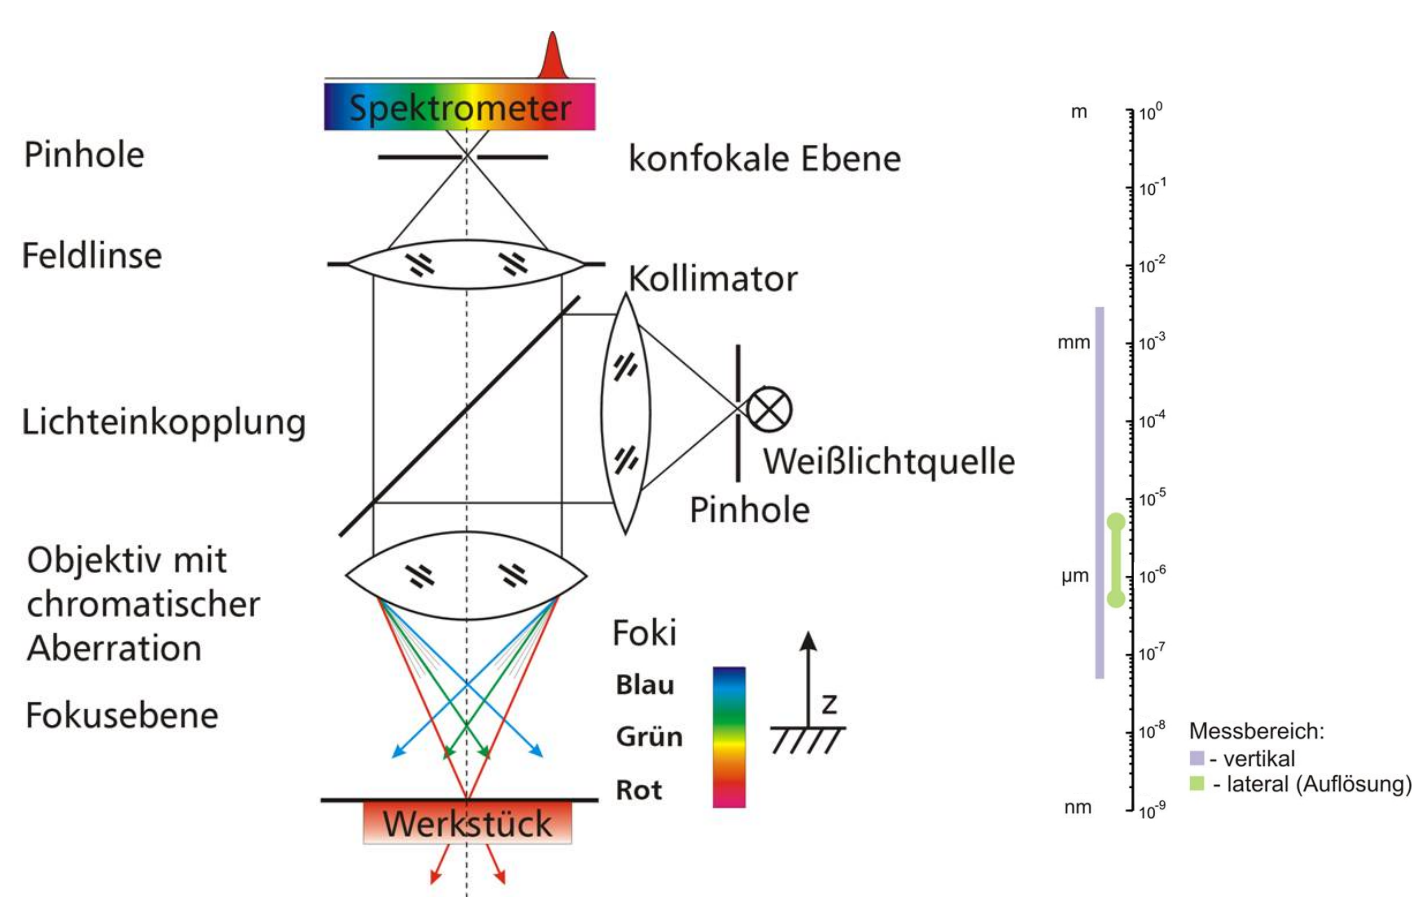 Spektrometer
Pinhole
konfokale Ebene
Feldlinse
Kollimator
Lichteinkopplung
Weißlichtquelle
Pinhole
Objektiv mit
chromatischer
Aberration
Foki
Blau
Grün
Rot
z
Fokusebene
Werkstück
m
mm
µm
nm
10⁰
10⁻¹
10⁻²
10⁻³
10⁻⁴
10⁻⁵
10⁻⁶
10⁻⁷
10⁻⁸
10⁻⁹
Messbereich:
- vertikal
- lateral (Auflösung)